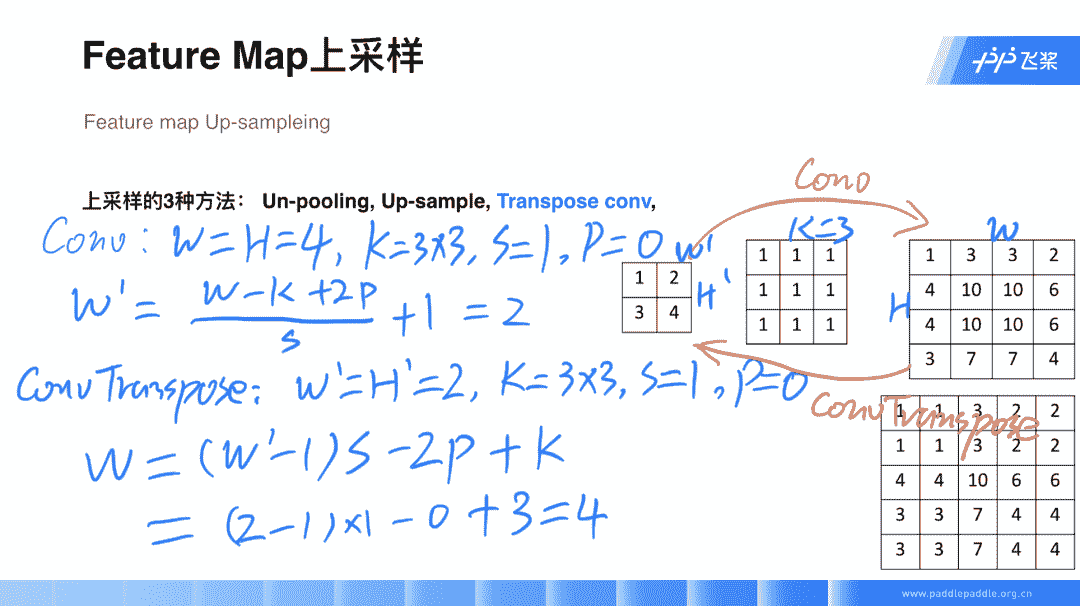 Feature Map上采样
飞桨
Feature map Up-sampleing
上采样的3种方法： Un-pooling, Up-sample, Transpose conv,
Conv
Conv: W=H=4, K=3×3, S=1, P=0
W' = (W-K+2P)/S +1 = 2
ConvTranspose: W'=H'=2, K=3×3, S=1, P=0
W = (W'-1)S-2P+K
= (2-1)×1-0+3=4
W'
H'
1 2
3 4
K=3
1 1 1
1 1 1
1 1 1
W
H
1 3 3 2
4 10 10 6
4 10 10 6
3 7 7 4
ConvTranspose
1 1 3 2 2
1 1 3 2 2
4 4 10 6 6
3 3 7 4 4
3 3 7 4 4
www.paddlepaddle.org.cn